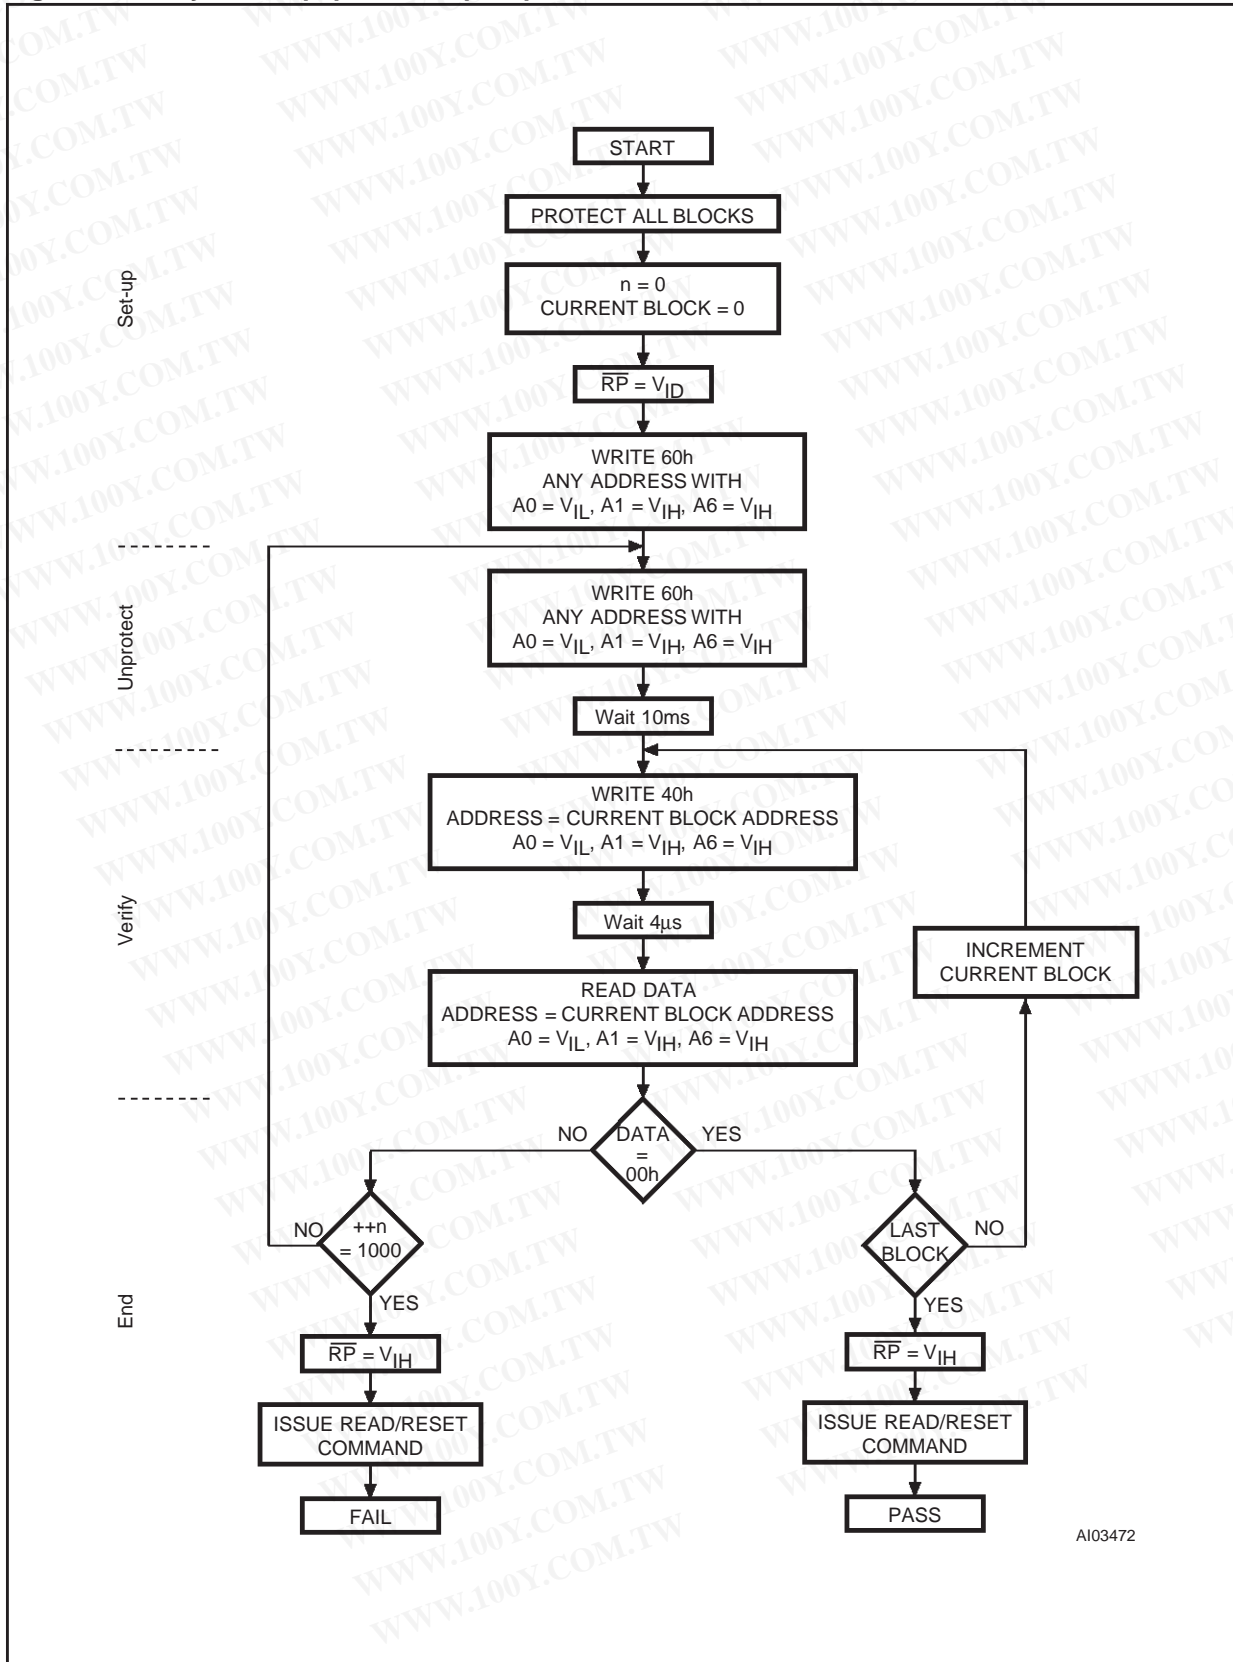 START
PROTECT ALL BLOCKS
n = 0
CURRENT BLOCK = 0
Set-up
RP = VID
WRITE 60h
ANY ADDRESS WITH
A0 = VIL, A1 = VIH, A6 = VIH
Unprotect
WRITE 60h
ANY ADDRESS WITH
A0 = VIL, A1 = VIH, A6 = VIH
Wait 10ms
Verify
WRITE 40h
ADDRESS = CURRENT BLOCK ADDRESS
A0 = VIL, A1 = VIH, A6 = VIH
Wait 4μs
INCREMENT
CURRENT BLOCK
READ DATA
ADDRESS = CURRENT BLOCK ADDRESS
A0 = VIL, A1 = VIH, A6 = VIH
End
NO
DATA
=
00h
YES
NO
++n
= 1000
YES
LAST
BLOCK
NO
YES
RP = VIH
RP = VIH
ISSUE READ/RESET
COMMAND
ISSUE READ/RESET
COMMAND
FAIL
PASS
AI03472
WWW.100Y.COM.TW